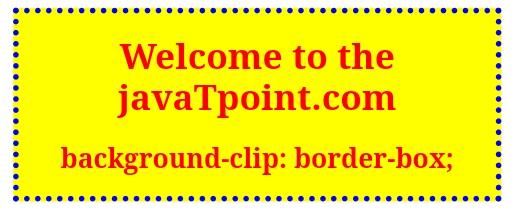 Welcome to the
javaTpoint.com
background-clip: border-box;